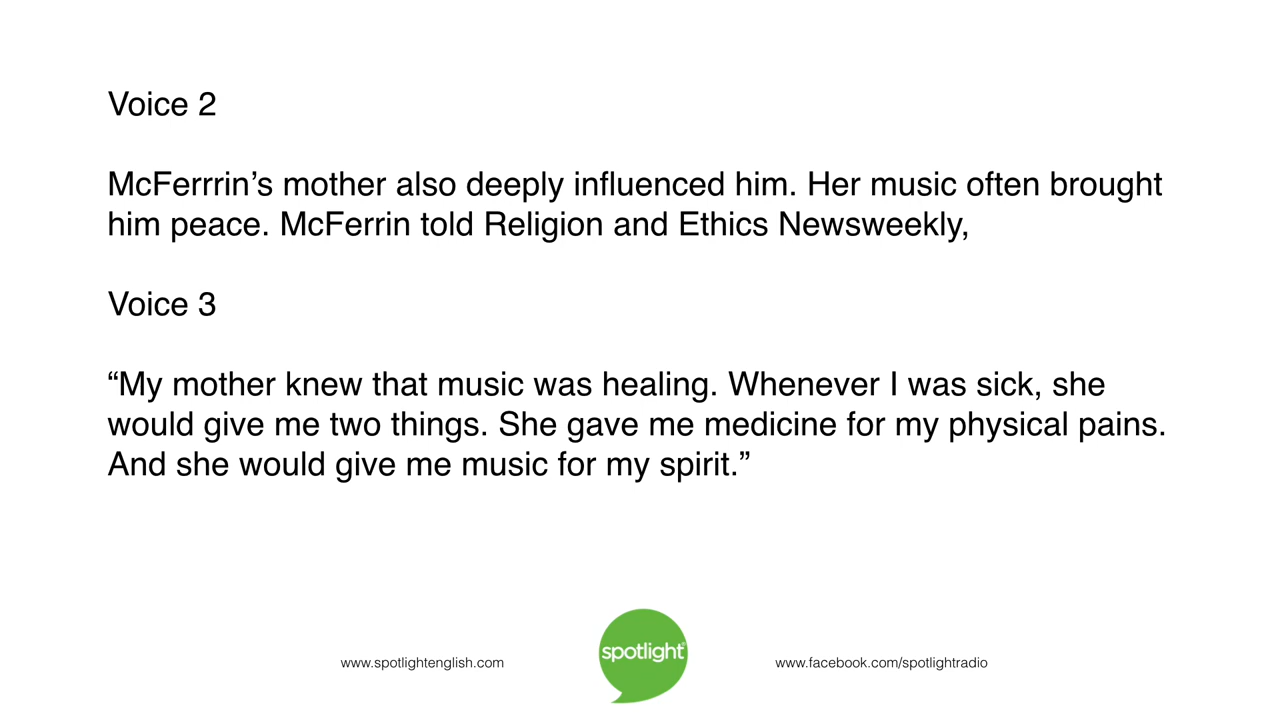 Voice 2
McFerrrin’s mother also deeply influenced him. Her music often brought
him peace. McFerrin told Religion and Ethics Newsweekly,
Voice 3
“My mother knew that music was healing. Whenever I was sick, she
would give me two things. She gave me medicine for my physical pains.
And she would give me music for my spirit.”
spotlight®
www.spotlightenglish.com
www.facebook.com/spotlightradio